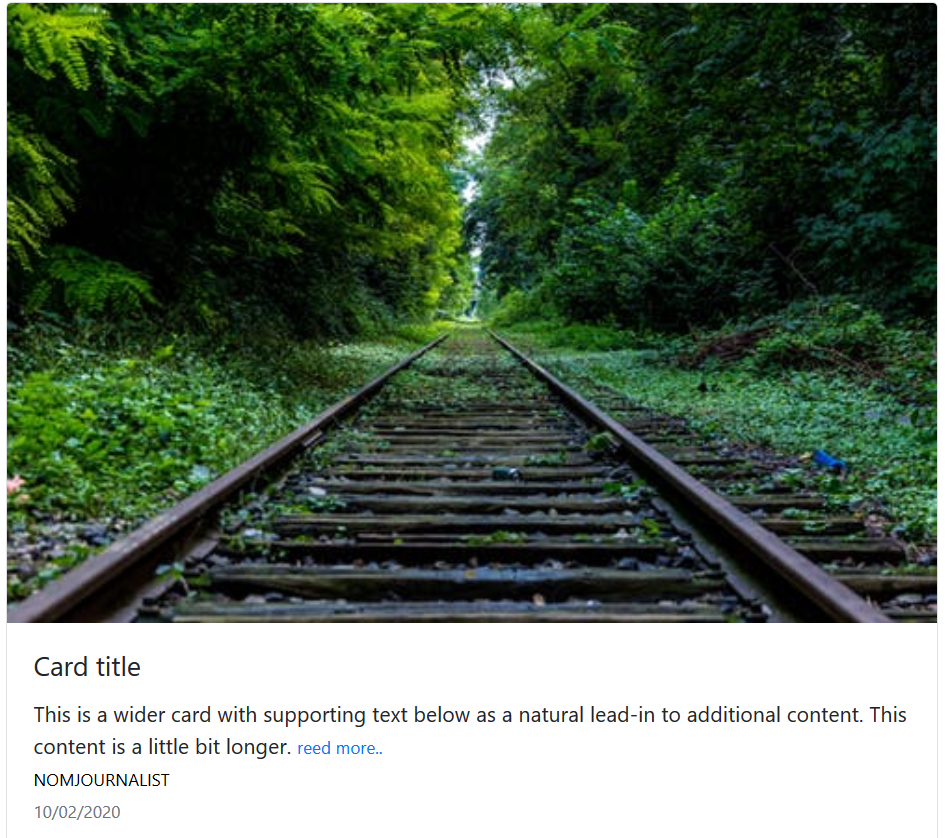 Card title
This is a wider card with supporting text below as a natural lead-in to additional content. This
content is a little bit longer. reed more..
NOMJOURNALIST
10/02/2020